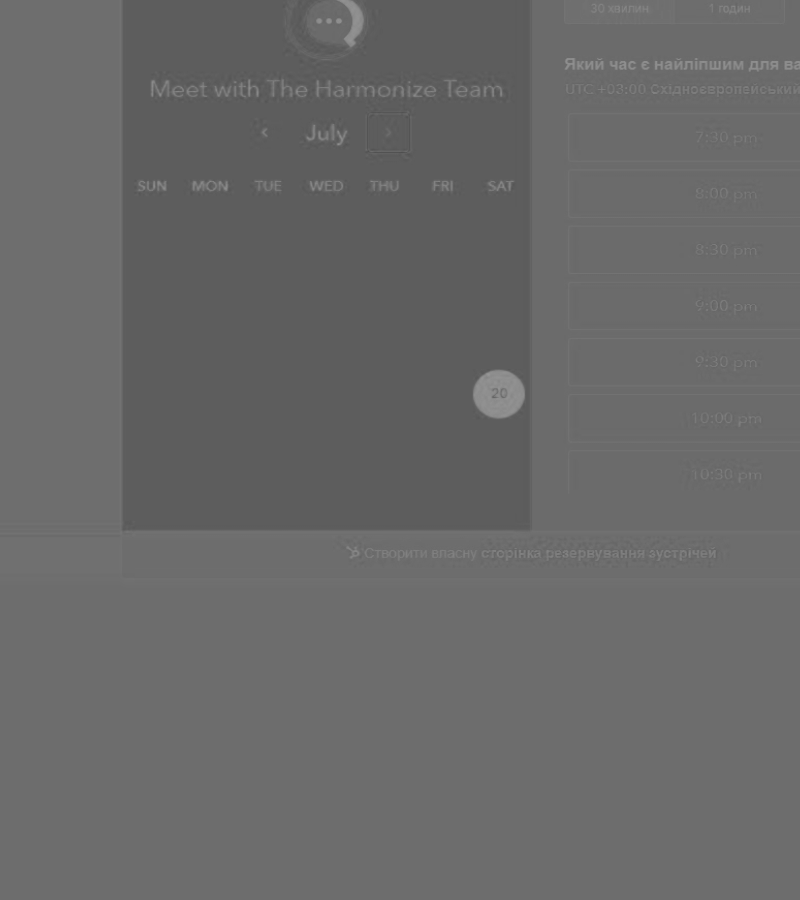 30 хвилин
1 годин
Meet with The Harmonize Team
July
SUN MON TUE WED THU FRI SAT
20
Який час є найліпшим для ва
UTC +03:00 Східноєвропейський
7:30 pm
8:00 pm
8:30 pm
9:00 pm
9:30 pm
10:00 pm
10:30 pm
Створити власну сторінка резервування зустрічей